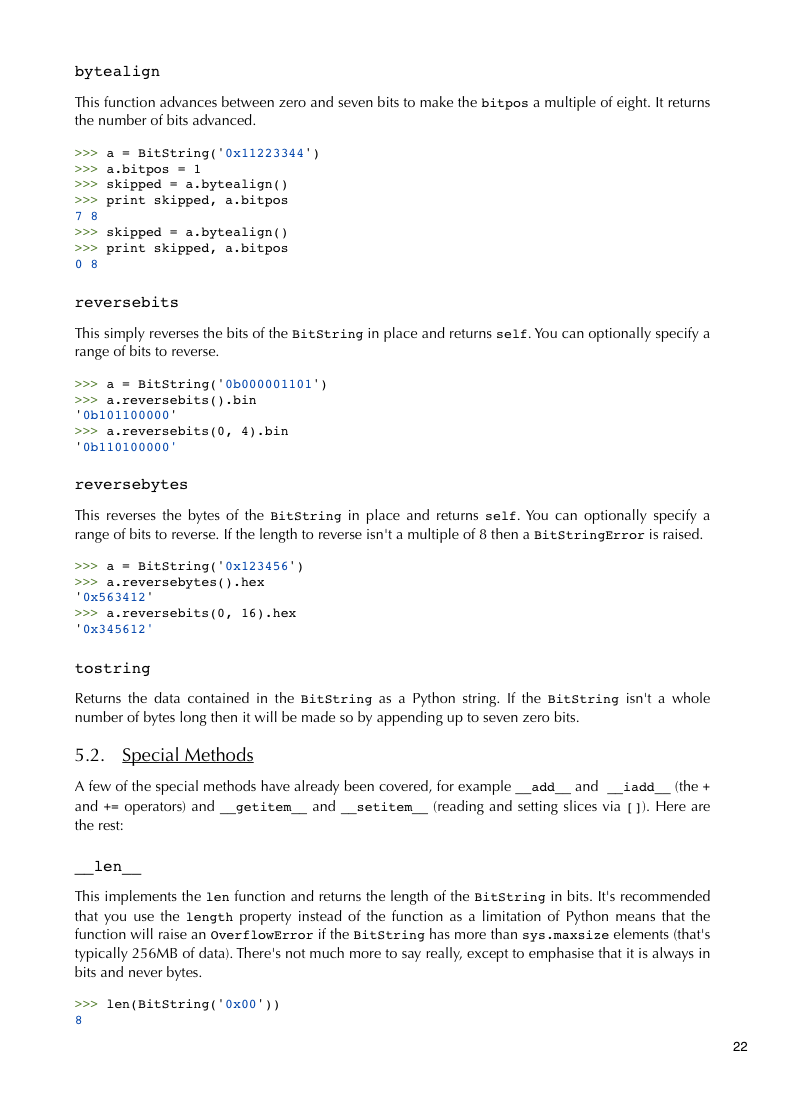 bytealign
This function advances between zero and seven bits to make the bitpos a multiple of eight. It returns
the number of bits advanced.
>>> a = BitString('0x11223344')
>>> a.bitpos = 1
>>> skipped = a.bytealign()
>>> print skipped, a.bitpos
7 8
>>> skipped = a.bytealign()
>>> print skipped, a.bitpos
0 8
reversebits
This simply reverses the bits of the BitString in place and returns self. You can optionally specify a
range of bits to reverse.
>>> a = BitString('0b000001101')
>>> a.reversebits().bin
'0b101100000'
>>> a.reversebits(0, 4).bin
'0b110100000'
reversebytes
This reverses the bytes of the BitString in place and returns self. You can optionally specify a
range of bits to reverse. If the length to reverse isn't a multiple of 8 then a BitStringError is raised.
>>> a = BitString('0x123456')
>>> a.reversebytes().hex
'0x563412'
>>> a.reversebits(0, 16).hex
'0x345612'
tostring
Returns the data contained in the BitString as a Python string. If the BitString isn't a whole
number of bytes long then it will be made so by appending up to seven zero bits.
5.2. Special Methods
A few of the special methods have already been covered, for example __add__ and __iadd__ (the +
and += operators) and __getitem__ and __setitem__ (reading and setting slices via []). Here are
the rest:
__len__
This implements the len function and returns the length of the BitString in bits. It's recommended
that you use the length property instead of the function as a limitation of Python means that the
function will raise an OverflowError if the BitString has more than sys.maxsize elements (that's
typically 256MB of data). There's not much more to say really, except to emphasise that it is always in
bits and never bytes.
>>> len(BitString('0x00'))
8
22